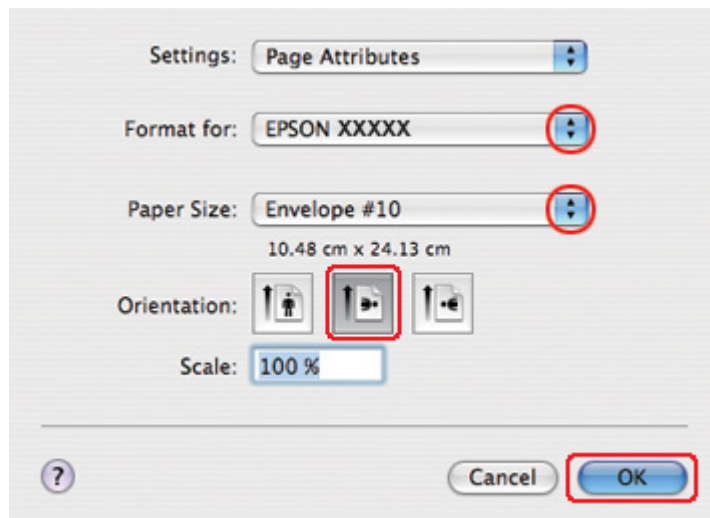 Settings: Page Attributes
Format for: EPSON XXXXX
Paper Size: Envelope #10
10.48 cm x 24.13 cm
Orientation:
Scale: 100 %
? Cancel OK